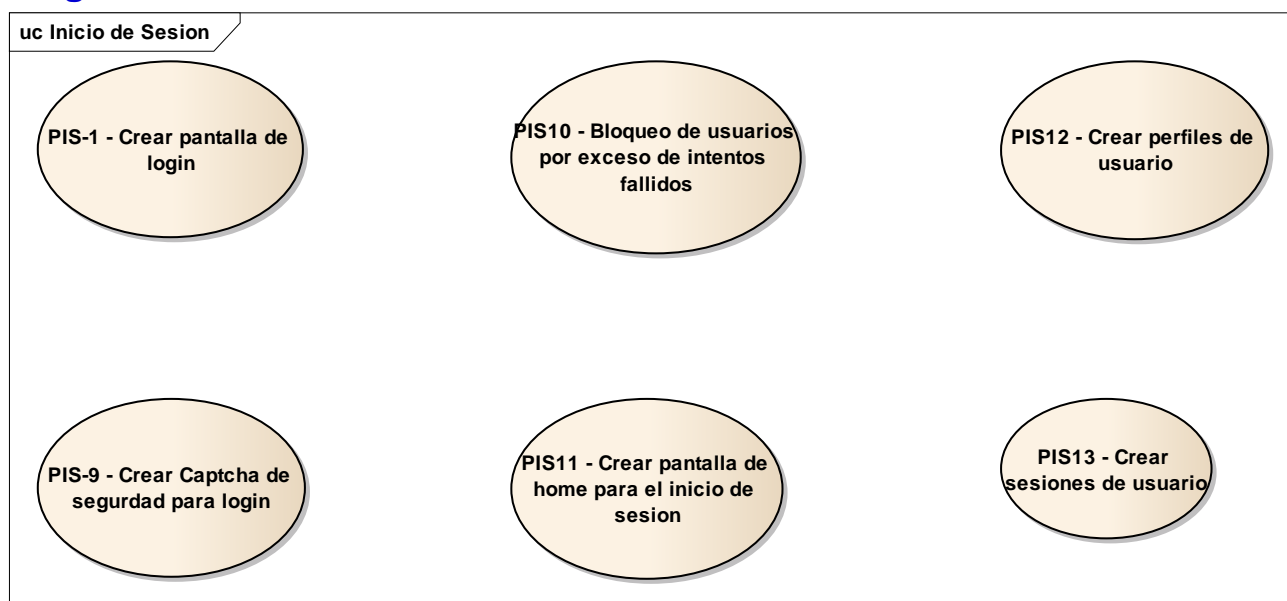 uc Inicio de Sesion
PIS-1 - Crear pantalla de
login
PIS10 - Bloqueo de usuarios
por exceso de intentos
fallidos
PIS12 - Crear perfiles de
usuario
PIS-9 - Crear Captcha de
segurdad para login
PIS11 - Crear pantalla de
home para el inicio de
sesion
PIS13 - Crear
sesiones de usuario